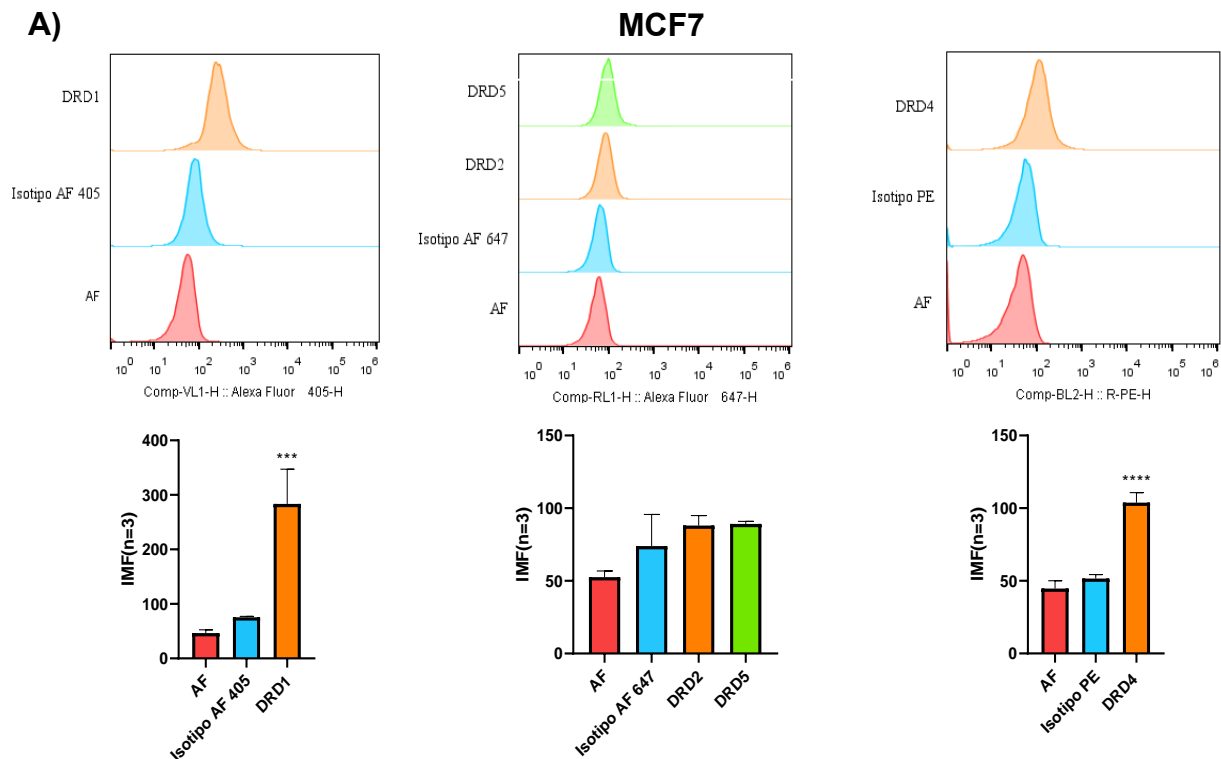 A)
MCF7
DRD1
Isotipo AF 405
AF
10^0 10^1 10^2 10^3 10^4 10^5 10^6
Comp-VL1-H :: Alexa Fluor 405-H
DRD5
DRD2
Isotipo AF 647
AF
10^0 10^1 10^2 10^3 10^4 10^5 10^6
Comp-RL1-H :: Alexa Fluor 647-H
DRD4
Isotipo PE
AF
10^0 10^1 10^2 10^3 10^4 10^5 10^6
Comp-BL2-H :: R-PE-H
IMF(n=3)
400
300
200
100
0
***
AF
Isotipo AF 405
DRD1
IMF(n=3)
150
100
50
0
AF
Isotipo AF 647
DRD2
DRD5
IMF(n=3)
150
100
50
0
****
AF
Isotipo PE
DRD4